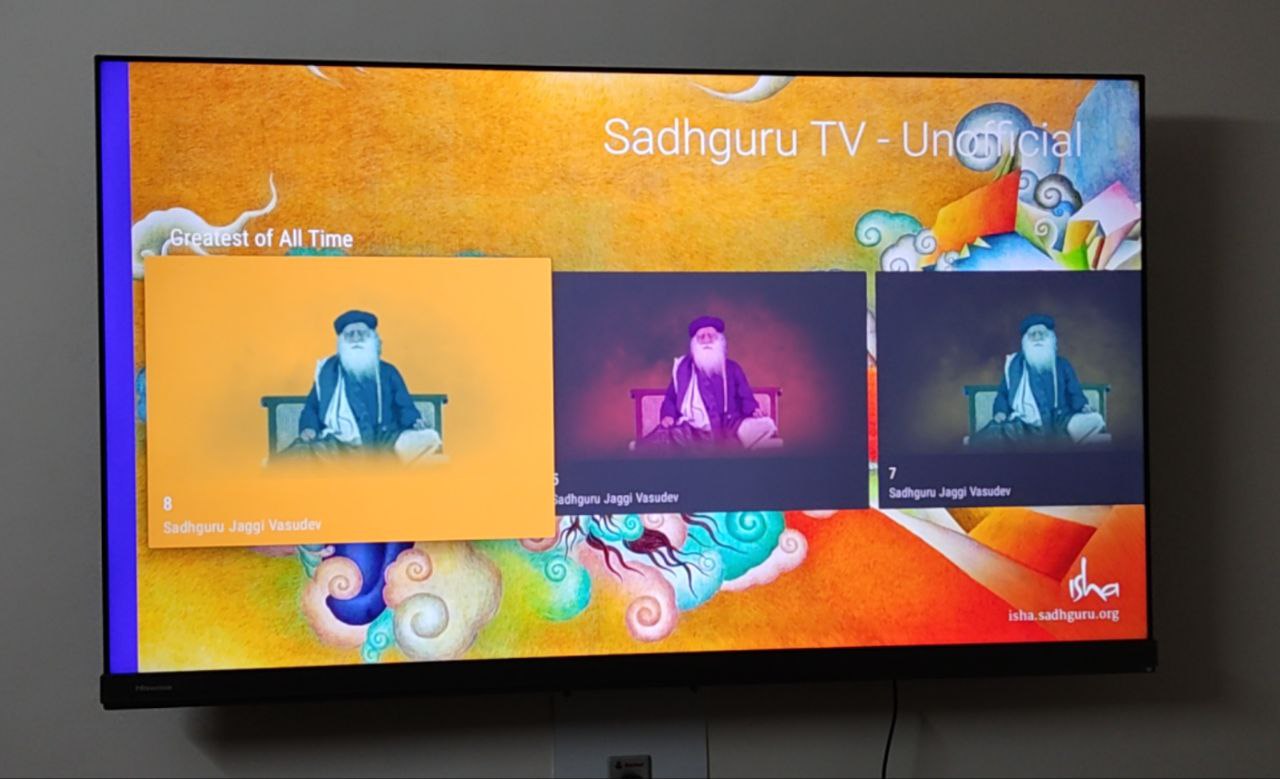 Sadhguru TV - Unofficial
Greatest of All Time
8
Sadhguru Jaggi Vasudev
5
Sadhguru Jaggi Vasudev
7
Sadhguru Jaggi Vasudev
isha
isha.sadhguru.org
Hisense